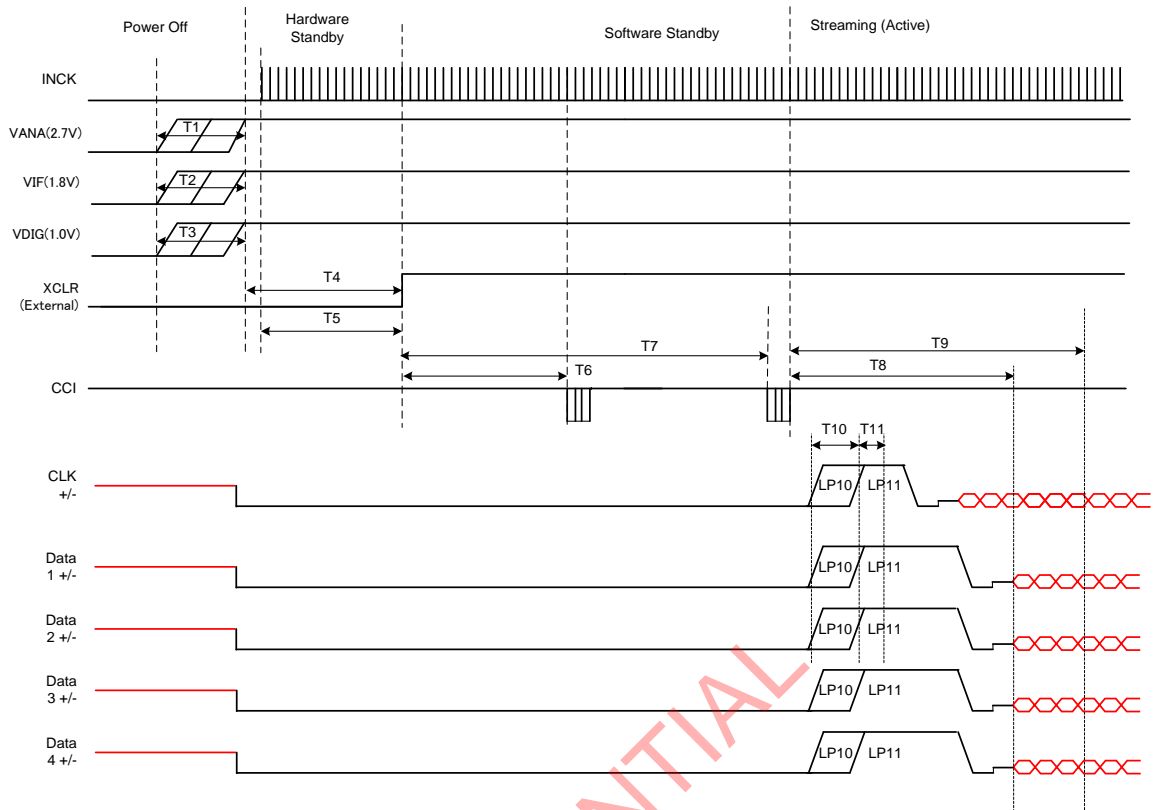 Power Off
Hardware
Standby
Software Standby
Streaming (Active)
INCK
VANA(2.7V)
T1
VIF(1.8V)
T2
VDIG(1.0V)
T3
XCLR
(External)
T4
T5
T7
T9
T6
T8
CCI
T10
T11
CLK
+/-
LP10
LP11
Data
1 +/-
LP10
LP11
Data
2 +/-
LP10
LP11
Data
3 +/-
LP10
LP11
Data
4 +/-
LP10
LP11
NTIAL